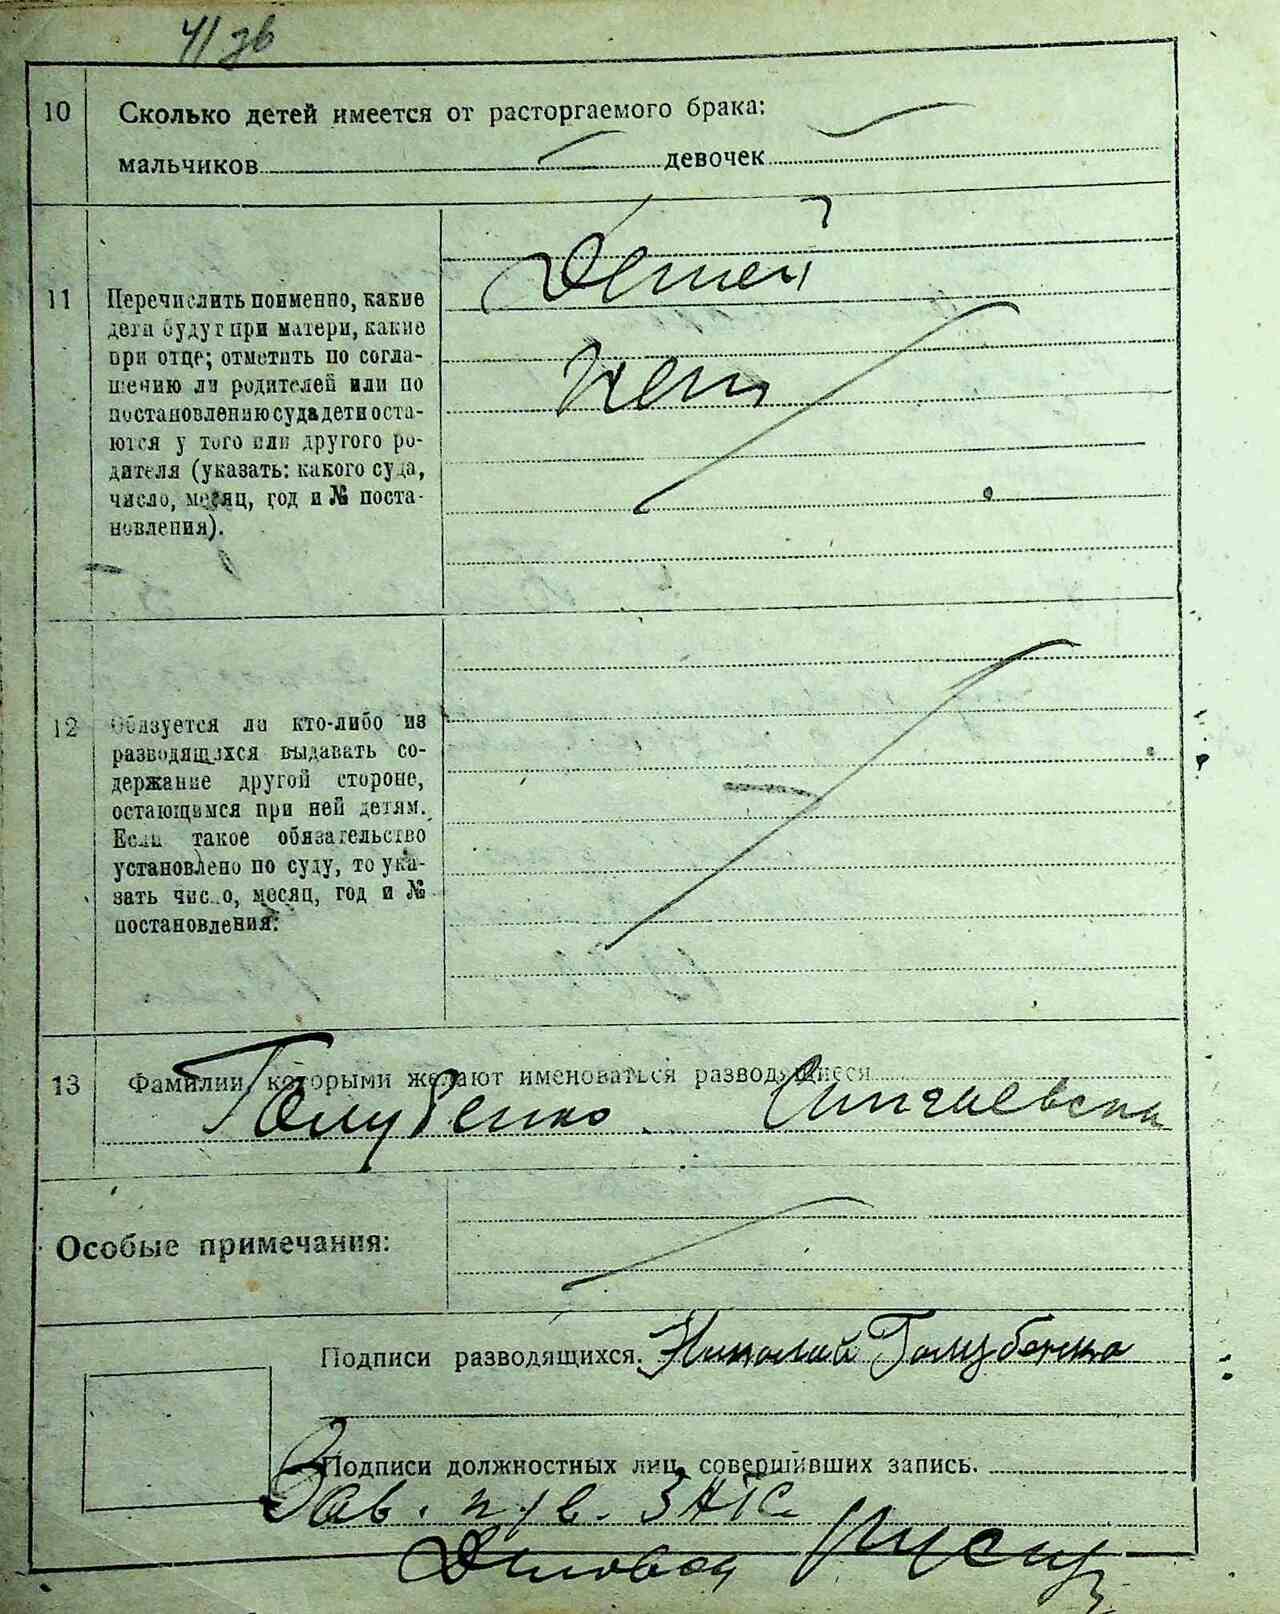 41 зв
10 Сколько детей имеется от расторгаемого брака:
мальчиков девочек
11 Перечислить поименно, какие
дети будут при матери, какие
при отце; отметить по согла-
шению ли родителей или по
постановлению суда дети оста-
ются у того или другого ро-
дителя (указать: какого суда,
число, месяц, год и № поста-
новления).
Детей
нет
12 Обязуется ли кто-либо из
разводящихся выдавать со-
держание другой стороне,
остающимся при ней детям.
Если такое обязательство
установлено по суду, то ука-
зать число, месяц, год и №
постановления:
13 Фамилии, которыми желают именоваться разводящиеся
Голубенко
Особые примечания:
Подписи разводящихся. Николай Голубенко
Подписи должностных лиц, совершивших запись.
Зав. ЗАГС
Деловод